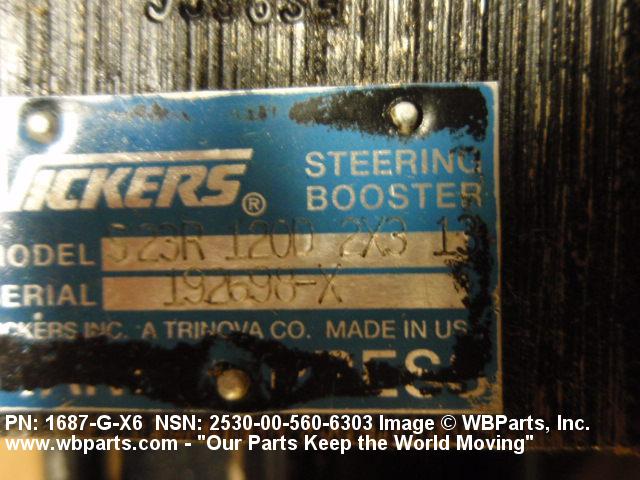 VICKERS ®
STEERING
BOOSTER
MODEL S23R 120D 2X3 13
SERIAL 192698-X
VICKERS INC. A TRINOVA CO. MADE IN US
PN: 1687-G-X6 NSN: 2530-00-560-6303 Image © WBParts, Inc.
www.wbparts.com - "Our Parts Keep the World Moving"